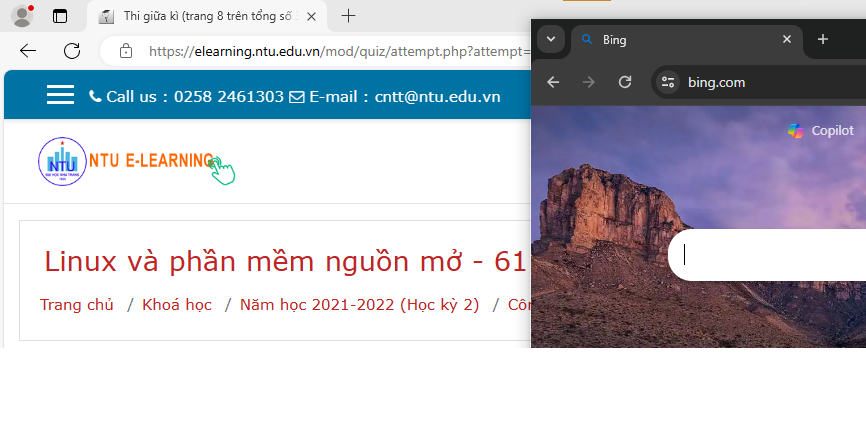 Thi giữa kì (trang 8 trên tổng số
https://elearning.ntu.edu.vn/mod/quiz/attempt.php?attempt=
Call us : 0258 2461303 E-mail : cntt@ntu.edu.vn
NTU
NTU E-LEARNING
Linux và phần mềm nguồn mở - 61
Trang chủ / Khoá học / Năm học 2021-2022 (Học kỳ 2) / Côn
Bing
bing.com
Copilot